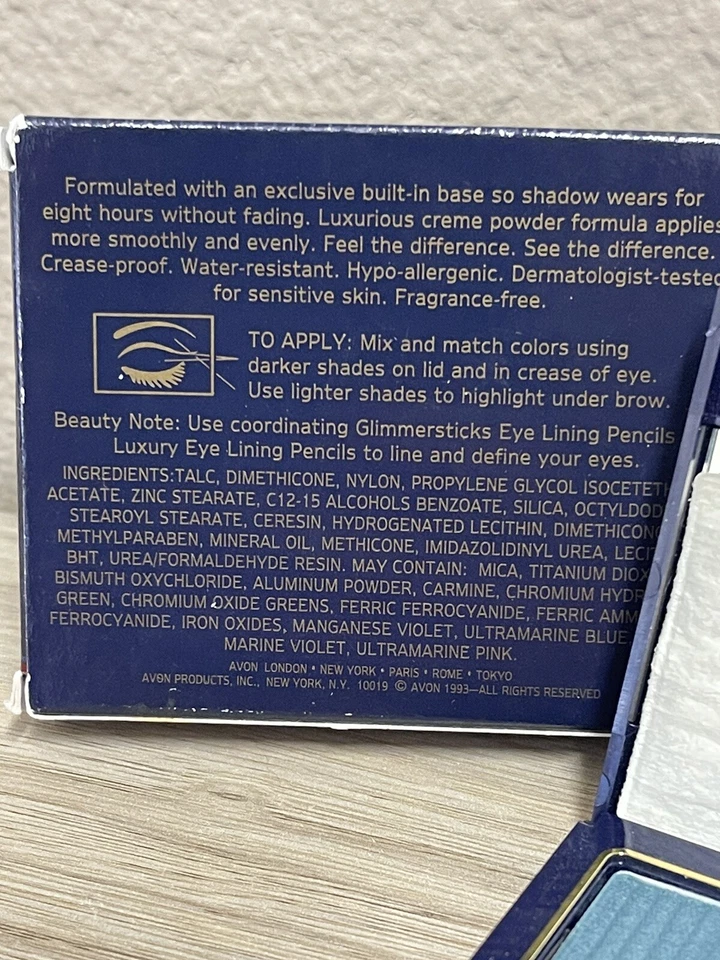 Formulated with an exclusive built-in base so shadow wears for
eight hours without fading. Luxurious creme powder formula applies
more smoothly and evenly. Feel the difference. See the difference.
Crease-proof. Water-resistant. Hypo-allergenic. Dermatologist-tested
for sensitive skin. Fragrance-free.
TO APPLY: Mix and match colors using
darker shades on lid and in crease of eye.
Use lighter shades to highlight under brow.
Beauty Note: Use coordinating Glimmersticks Eye Lining Pencils
Luxury Eye Lining Pencils to line and define your eyes.
INGREDIENTS:TALC, DIMETHICONE, NYLON, PROPYLENE GLYCOL
ACETATE, ZINC STEARATE, C12-15 ALCOHOLS BENZOATE, SILICA,
STEAROYL STEARATE, CERESIN, HYDROGENATED LECITHIN,
METHYLPARABEN, MINERAL OIL, METHICONE, IMIDAZOLIDINYL UREA,
BHT, UREA/FORMALDEHYDE RESIN. MAY CONTAIN: MICA, TITANIUM
BISMUTH OXYCHLORIDE, ALUMINUM POWDER, CARMINE, CHROMIUM
GREEN, CHROMIUM OXIDE GREENS, FERRIC FERROCYANIDE, FERRIC
FERROCYANIDE, IRON OXIDES, MANGANESE VIOLET, ULTRAMARINE BLUE
MARINE VIOLET, ULTRAMARINE PINK.
AVON LONDON • NEW YORK • PARIS • ROME • TOKYO
AVON PRODUCTS, INC., NEW YORK, N.Y. 10019 © AVON 1993—ALL RIGHTS RESERVED